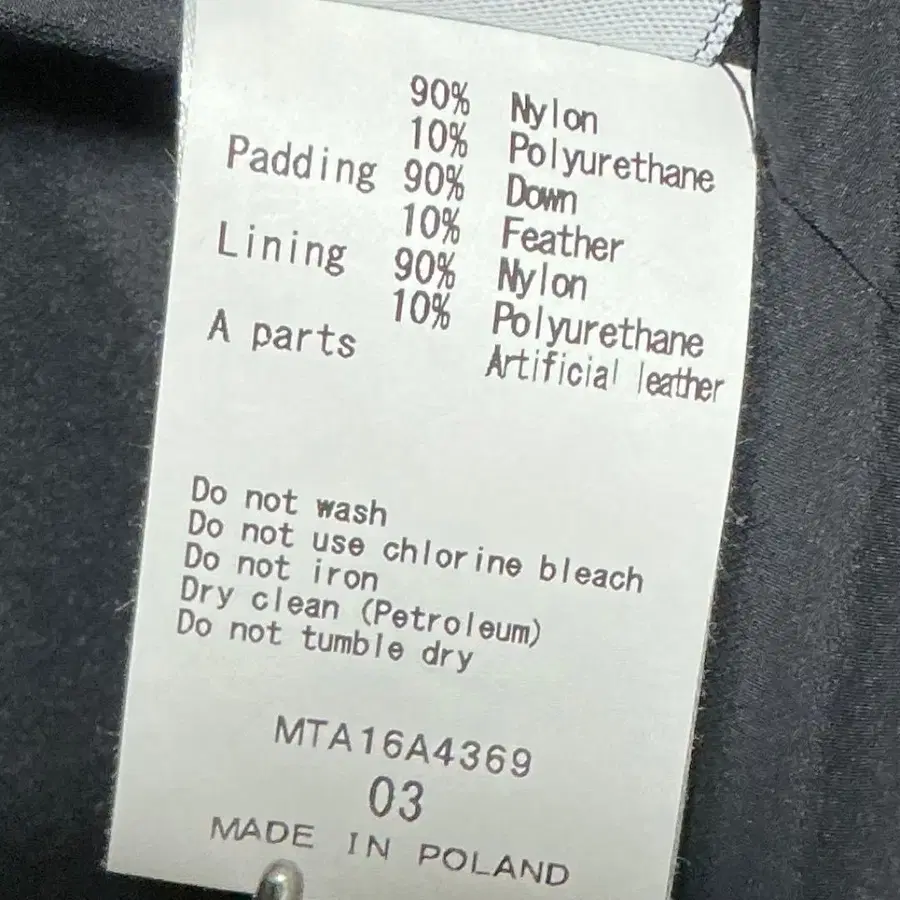 90% Nylon
10% Polyurethane
Padding 90% Down
10% Feather
Lining 90% Nylon
10% Polyurethane
A parts Artificial leather
Do not wash
Do not use chlorine bleach
Do not iron
Dry clean (Petroleum)
Do not tumble dry
MTA16A4369
03
MADE IN POLAND